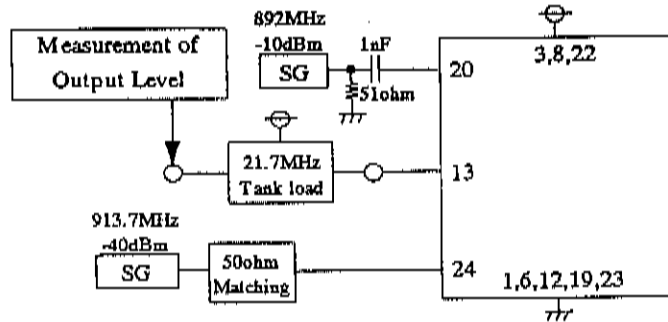 892MHz
-10dBm
1nF
SG
51ohm
20
3,8,22
Measurement of
Output Level
21.7MHz
Tank load
13
913.7MHz
-40dBm
SG
50ohm
Matching
24
1,6,12,19,23